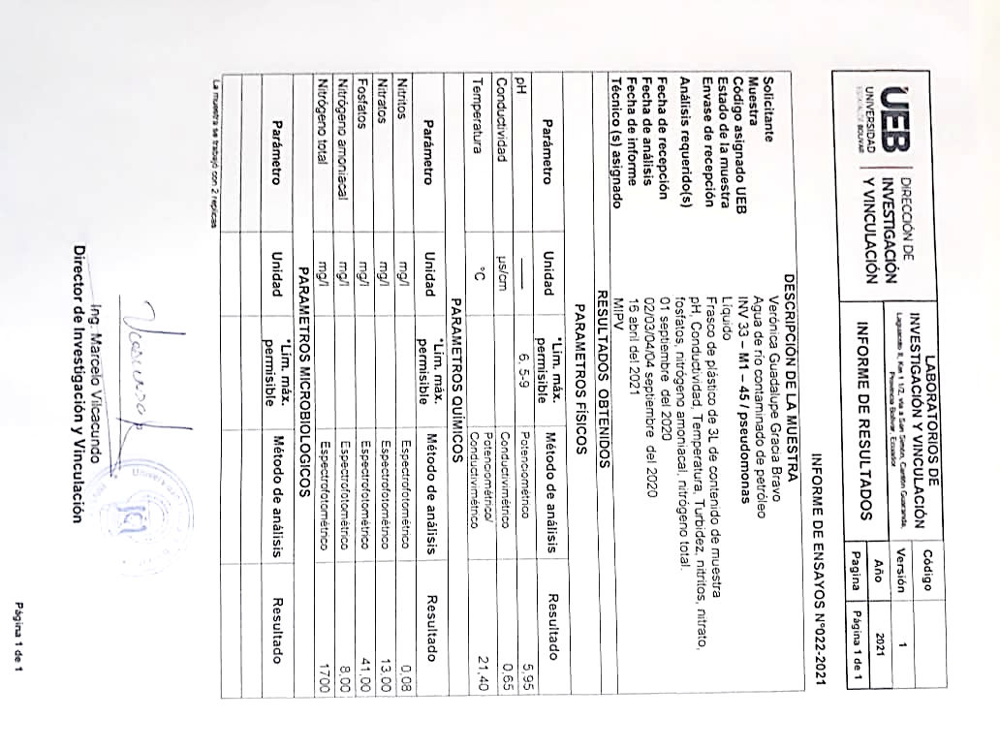 UEB
UNIVERSIDAD
ESTATAL DE BOLÍVAR
DIRECCIÓN DE
INVESTIGACIÓN
Y VINCULACIÓN
LABORATORIOS DE
INVESTIGACIÓN Y VINCULACIÓN
Laguacoto II, Km 1 1/2, vía a San Simón, Cantón Guaranda,
Provincia Bolívar, Ecuador
INFORME DE RESULTADOS
Código
Versión 1
Año 2021
Pagina Página 1 de 1
INFORME DE ENSAYOS N°022-2021
DESCRIPCIÓN DE LA MUESTRA
Solicitante Verónica Guadalupe Gracia Bravo
Muestra Agua de río contaminado de petróleo
Código asignado UEB INV 33 – M1 - 45 / pseudomonas
Estado de la muestra Líquido
Envase de recepción Frasco de plástico de 3L de contenido de muestra
Análisis requerido(s) pH, Conductividad, Temperatura, Turbidez, nitritos, nitrato,
fosfatos, nitrógeno amoniacal, nitrógeno total.
Fecha de recepción 01 septiembre del 2020
Fecha de análisis 02/03/04/04 septiembre del 2020
Fecha de informe 16 abril del 2021
Técnico (s) asignado MIPV
RESULTADOS OBTENIDOS
PARAMETROS FÍSICOS
Parámetro Unidad *Lim. máx. permisible Método de análisis Resultado
pH ___ 6, 5-9 Potenciométrico 5,95
Conductividad µs/cm Conductivimétrico 0,65
Temperatura °C Potenciométrico/ Conductivimétrico 21,40
PARAMETROS QUÍMICOS
Parámetro Unidad *Lim. máx. permisible Método de análisis Resultado
Nitritos mg/l Espectrofotométrico 0,08
Nitratos mg/l Espectrofotométrico 13,00
Fosfatos mg/l Espectrofotométrico 41,00
Nitrógeno amoniacal mg/l Espectrofotométrico 8,00
Nitrógeno total mg/l Espectrofotométrico 1700
PARAMETROS MICROBIOLOGICOS
Parámetro Unidad *Lim. máx. permisible Método de análisis Resultado
La muestra se trabajó con 2 replicas
Ing. Marcelo Vilcacundo
Director de Investigación y Vinculación
Página 1 de 1